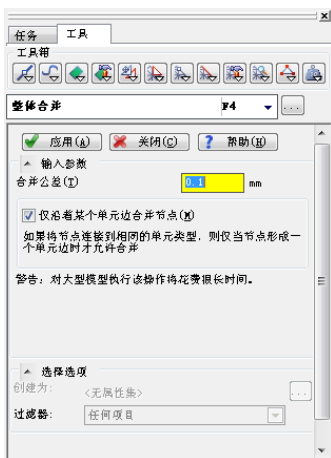 任务 工具
工具箱
整体合并 F4 ...
应用(A) 关闭(C) ? 帮助(H)
输入参数
合并公差(T) 0.1 mm
仅沿着某个单元边合并节点(M)
如果将节点连接到相同的单元类型，则仅当节点形成一
个单元边时才允许合并
警告：对大型模型执行该操作将花费很长时间。
选择选项
创建为： <无属性集> ...
过滤器： 任何项目